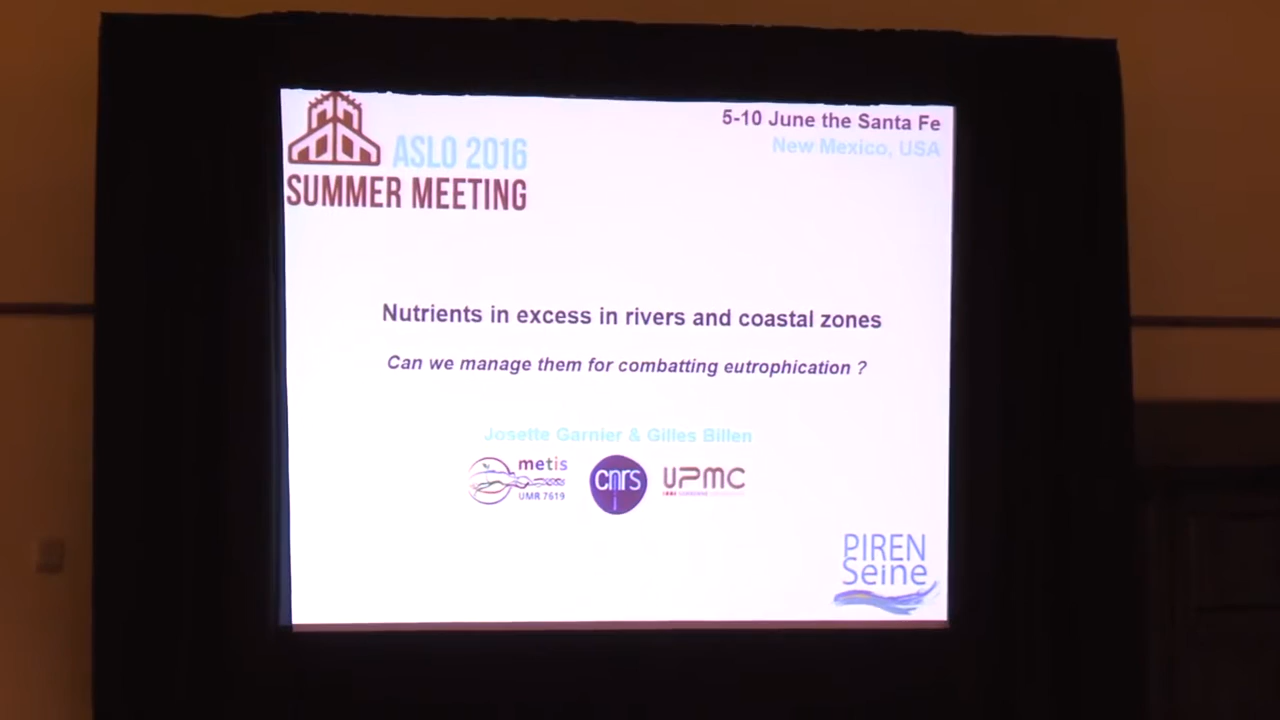 ASLO 2016
SUMMER MEETING
5-10 June the Santa Fe
New Mexico, USA
Nutrients in excess in rivers and coastal zones
Can we manage them for combatting eutrophication ?
Josette Garnier & Gilles Billen
metis
UMR 7619
cnrs
UPMC
PIREN
Seine